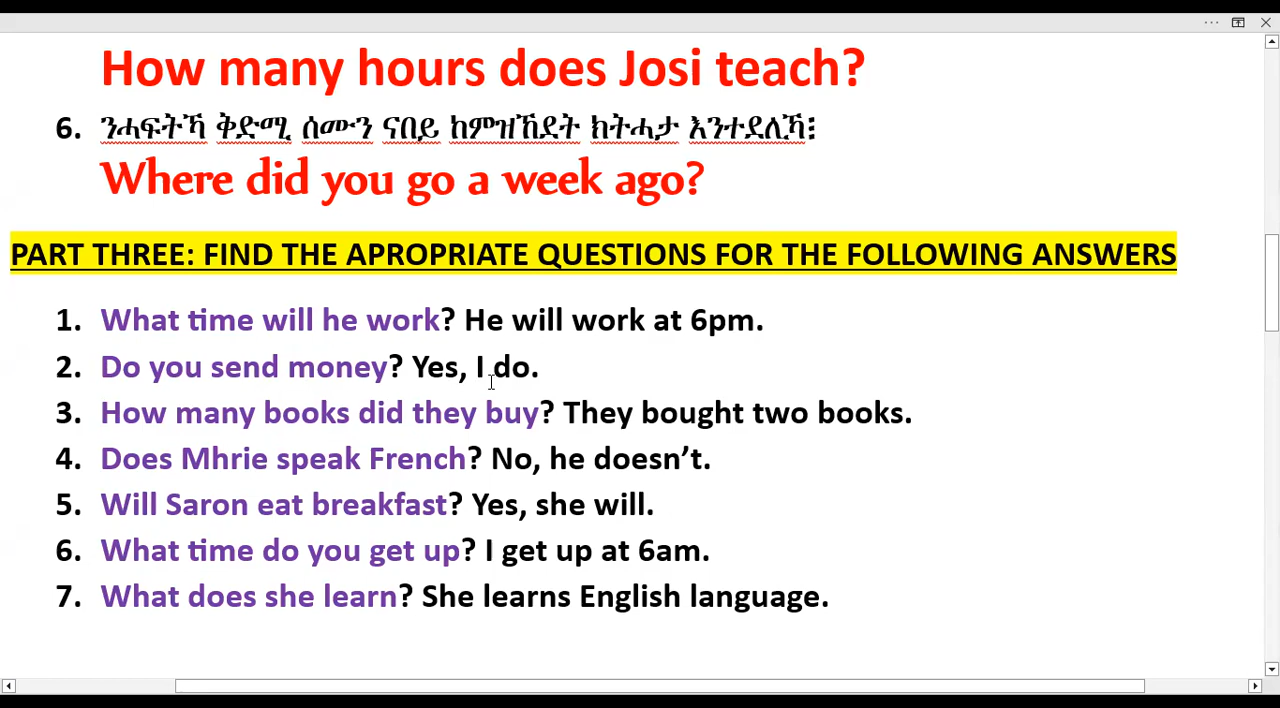 How many hours does Josi teach?
6. ንሓፍትኻ ቅድሚ ሰሙን ናበይ ከምዝኸደት ክትሓታ እንተደለኻ፧
Where did you go a week ago?
PART THREE: FIND THE APROPRIATE QUESTIONS FOR THE FOLLOWING ANSWERS
1. What time will he work? He will work at 6pm.
2. Do you send money? Yes, I do.
3. How many books did they buy? They bought two books.
4. Does Mhrie speak French? No, he doesn’t.
5. Will Saron eat breakfast? Yes, she will.
6. What time do you get up? I get up at 6am.
7. What does she learn? She learns English language.